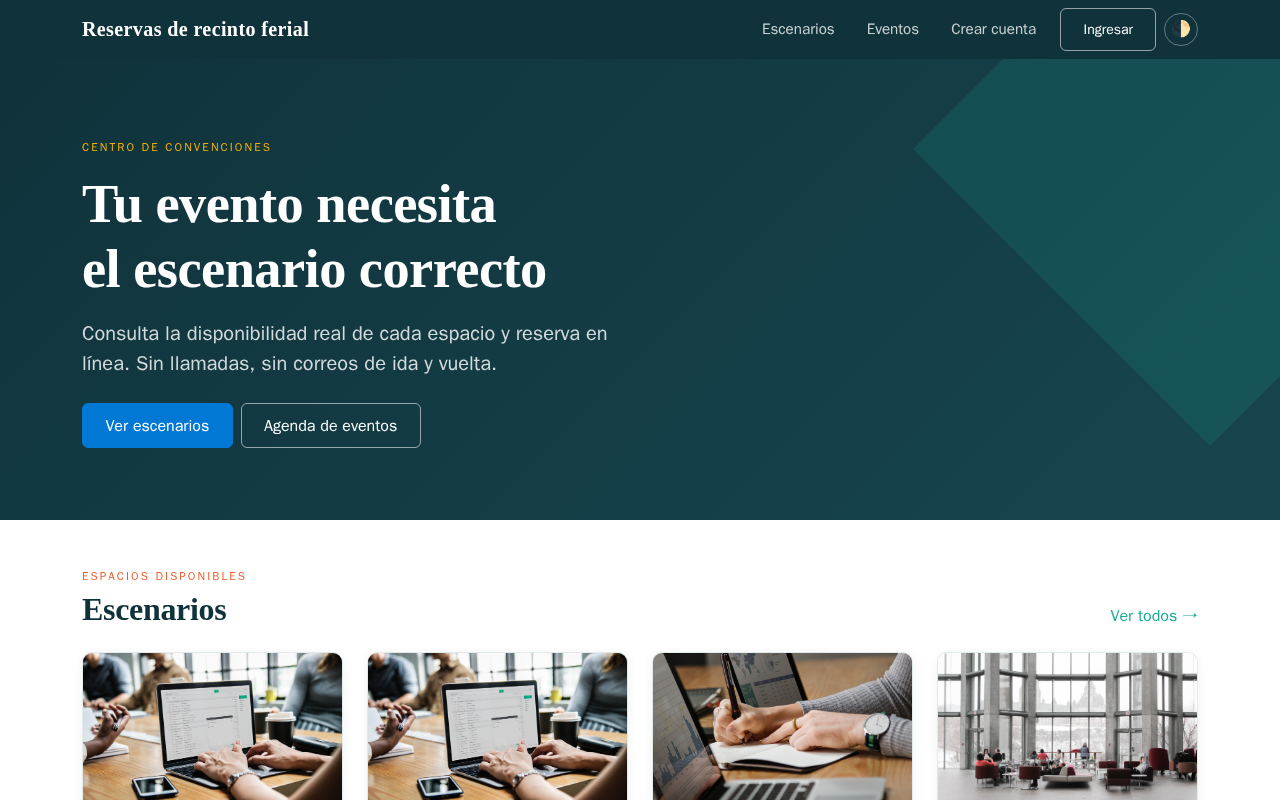 Reservas de recinto ferial
Escenarios
Eventos
Crear cuenta
Ingresar
CENTRO DE CONVENCIONES
Tu evento necesita
el escenario correcto
Consulta la disponibilidad real de cada espacio y reserva en
línea. Sin llamadas, sin correos de ida y vuelta.
Ver escenarios
Agenda de eventos
ESPACIOS DISPONIBLES
Escenarios
Ver todos →